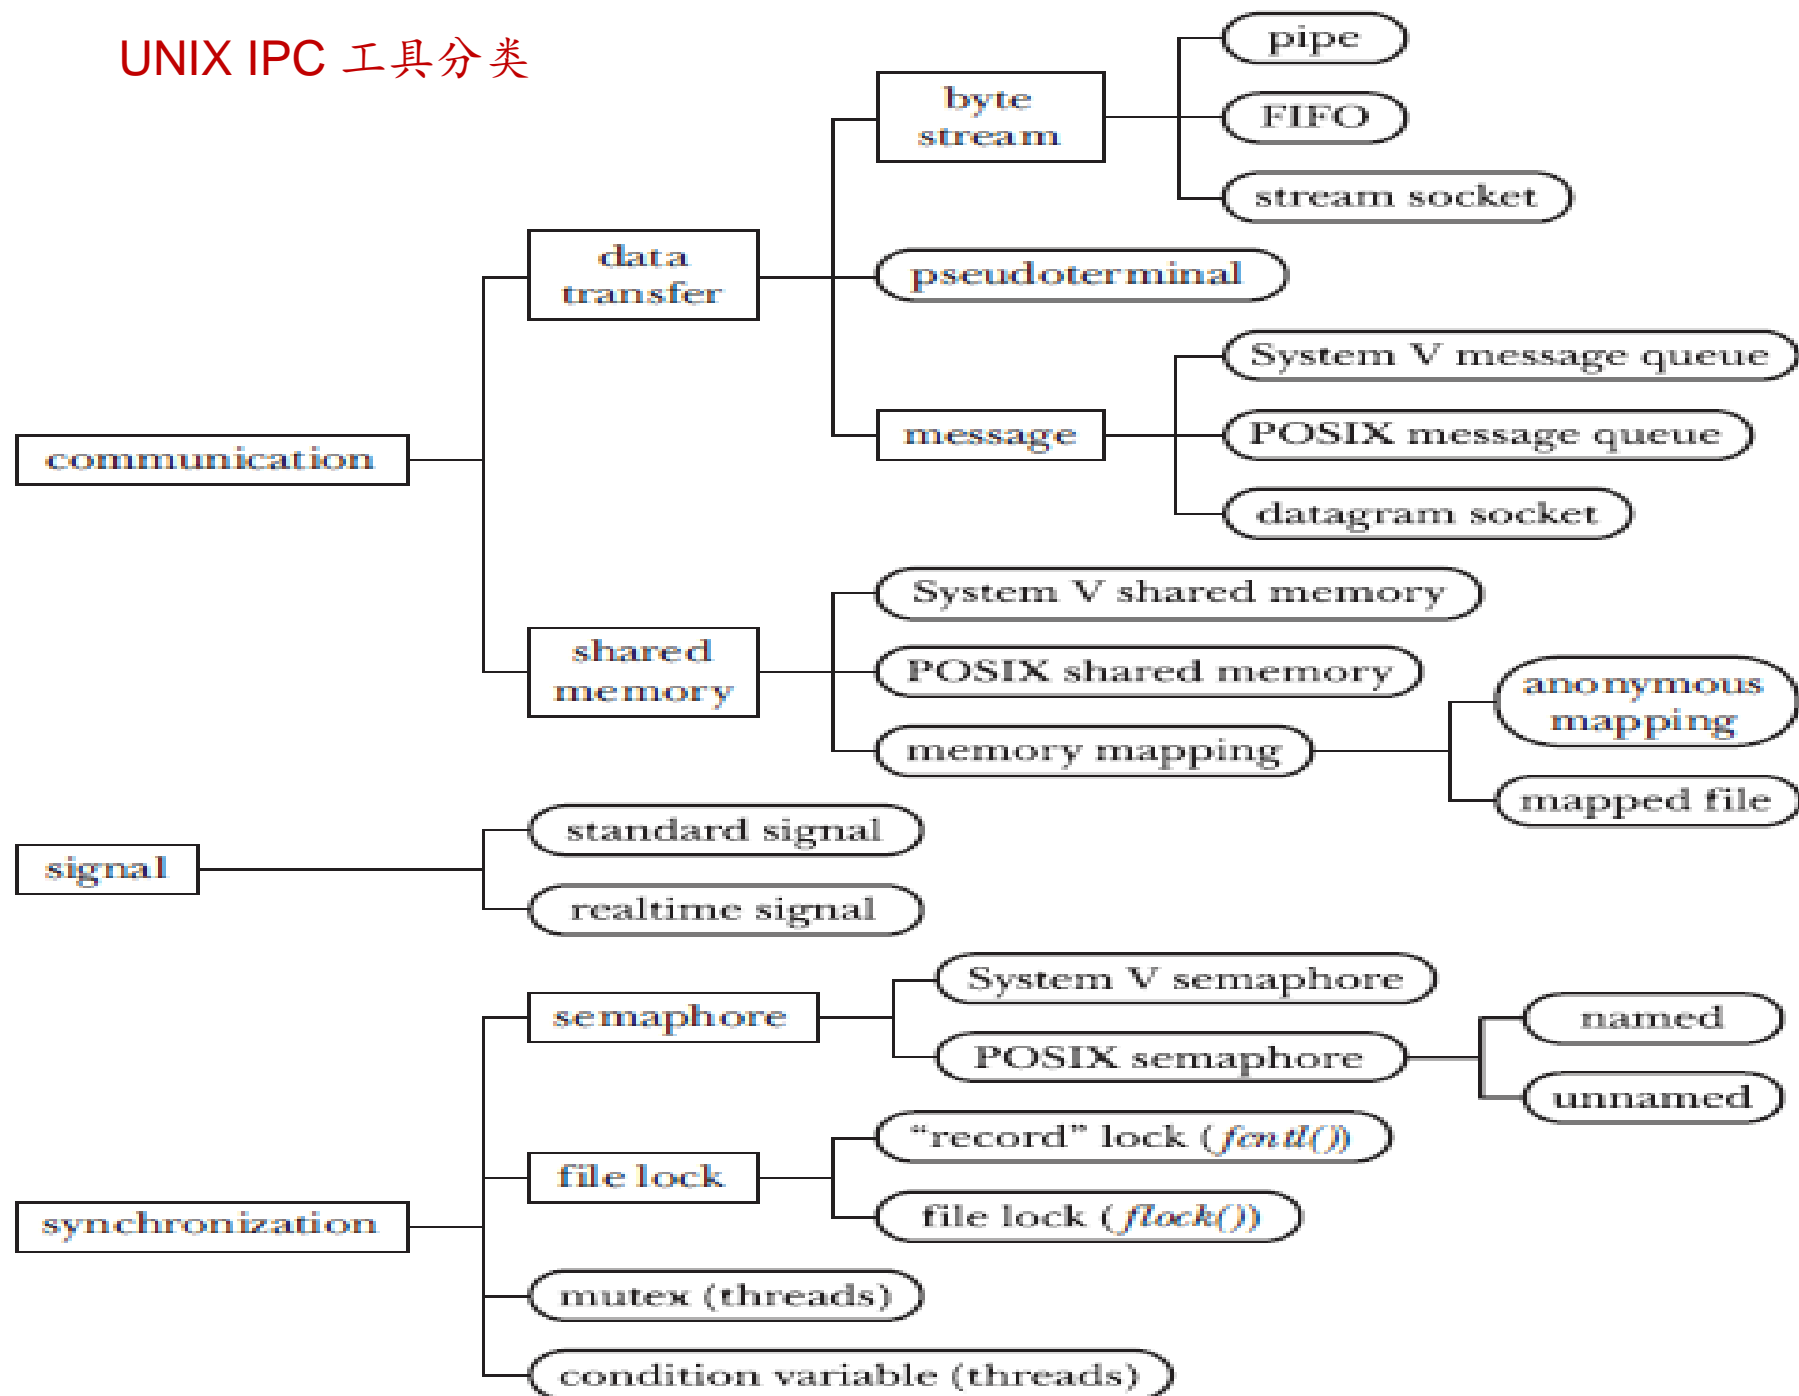 UNIX IPC 工具分类
pipe
byte
stream
FIFO
stream socket
data
transfer
pseudoterminal
System V message queue
message
POSIX message queue
communication
datagram socket
System V shared memory
shared
memory
POSIX shared memory
anonymous
mapping
memory mapping
mapped file
standard signal
signal
realtime signal
System V semaphore
semaphore
named
POSIX semaphore
unnamed
“record” lock (fcntl())
file lock
file lock (flock())
synchronization
mutex (threads)
condition variable (threads)